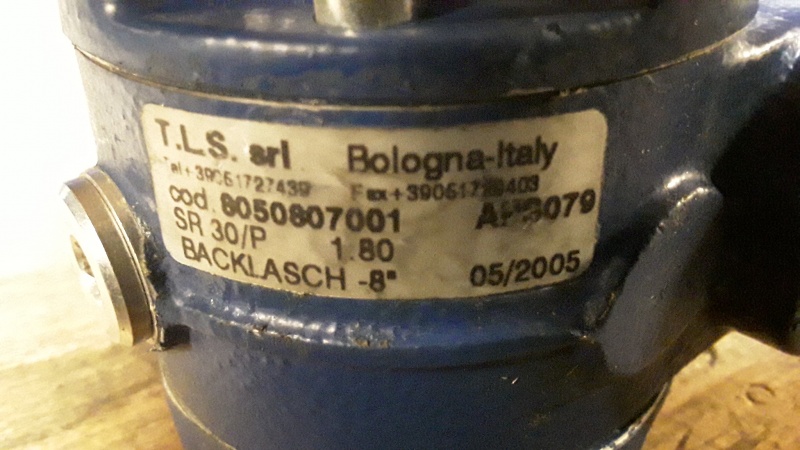 T.L.S. srl Bologna-Italy
Tel+39051727439
cod. 8050807001
SR 30/P 1.80
BACKLASCH -8" 05/2005